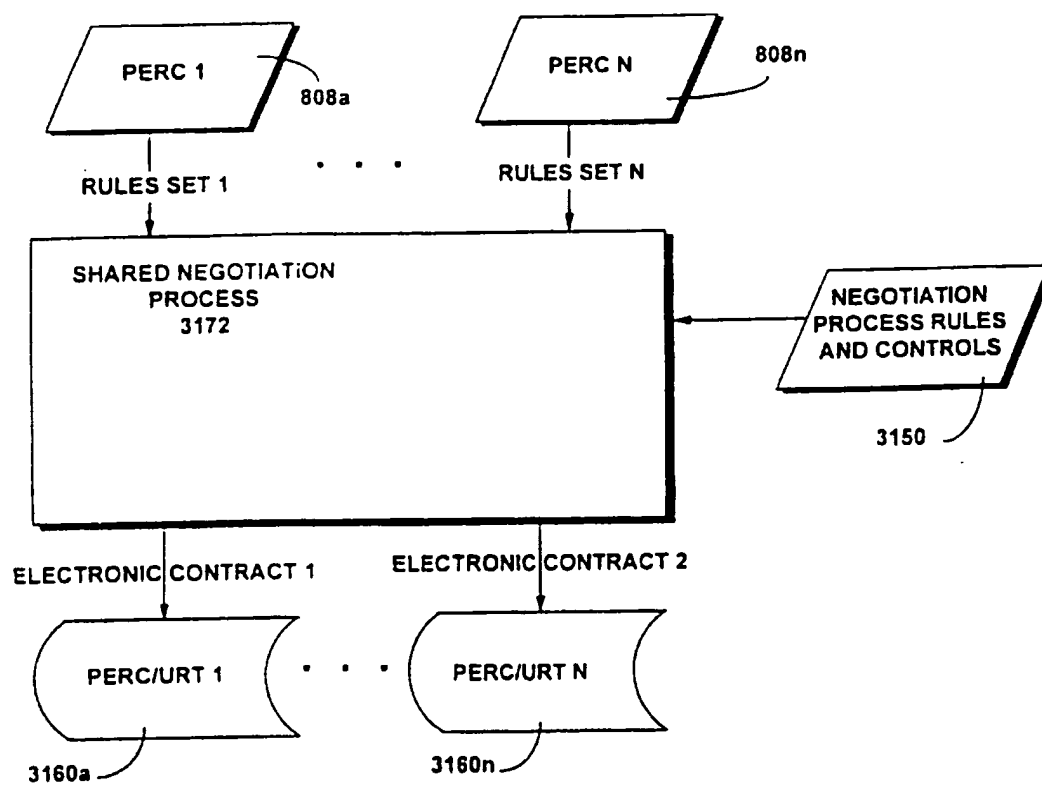 PERC 1
808a
PERC N
808n
RULES SET 1
RULES SET N
SHARED NEGOTIATION
PROCESS
3172
NEGOTIATION
PROCESS RULES
AND CONTROLS
3150
ELECTRONIC CONTRACT 1
ELECTRONIC CONTRACT 2
PERC/URT 1
PERC/URT N
3160a
3160n